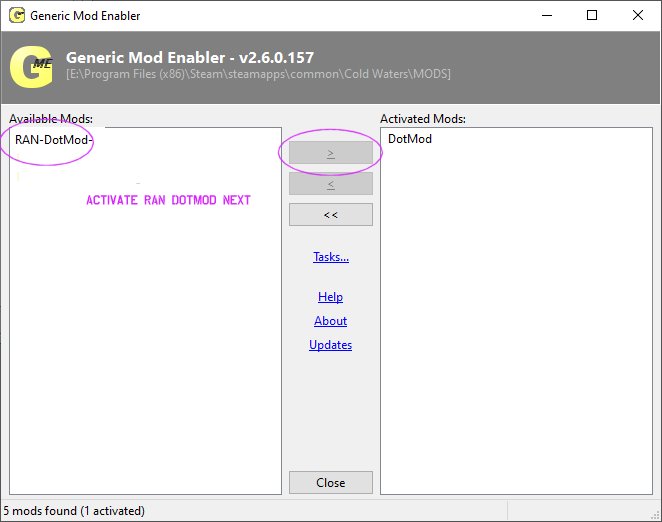 Generic Mod Enabler
GME
Generic Mod Enabler - v2.6.0.157
[E:\Program Files (x86)\Steam\steamapps\common\Cold Waters\MODS]
Available Mods:
Activated Mods:
RAN-DotMod-
DotMod
>
<
ACTIVATE RAN DOTMOD NEXT
<<
Tasks...
Help
About
Updates
Close
5 mods found (1 activated)